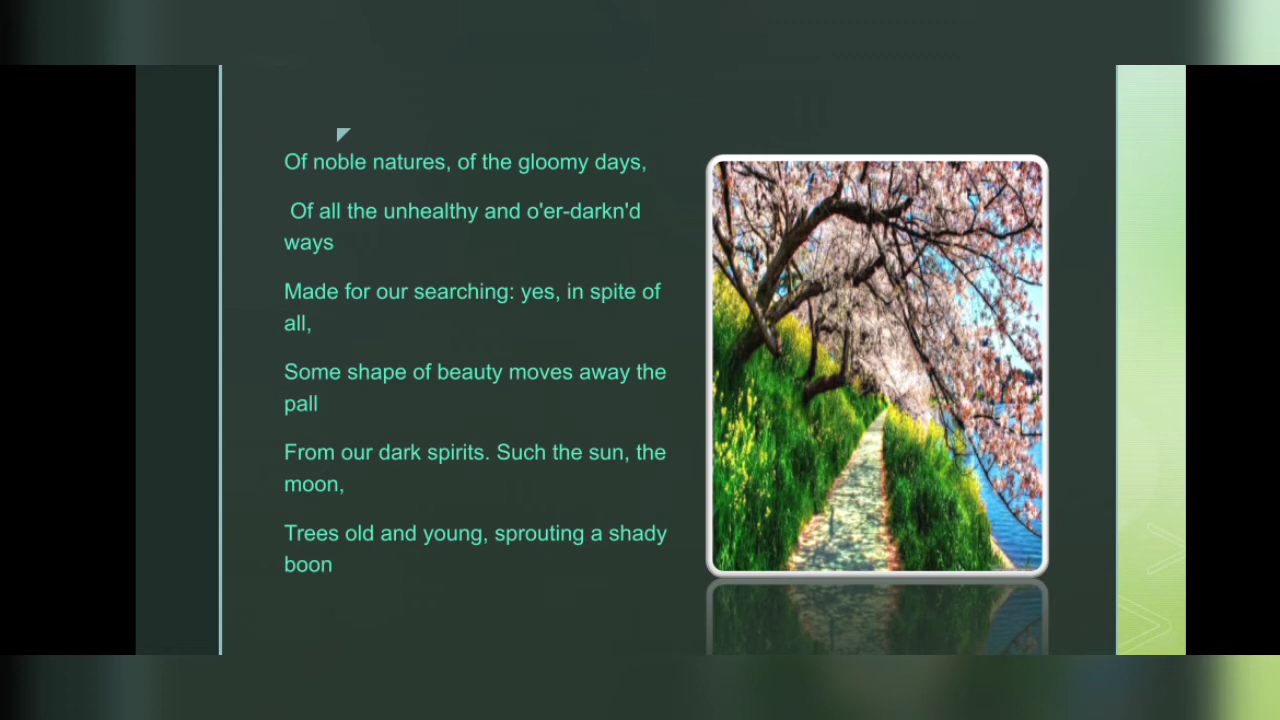 Of noble natures, of the gloomy days,
Of all the unhealthy and o'er-darkn'd
ways
Made for our searching: yes, in spite of
all,
Some shape of beauty moves away the
pall
From our dark spirits. Such the sun, the
moon,
Trees old and young, sprouting a shady
boon